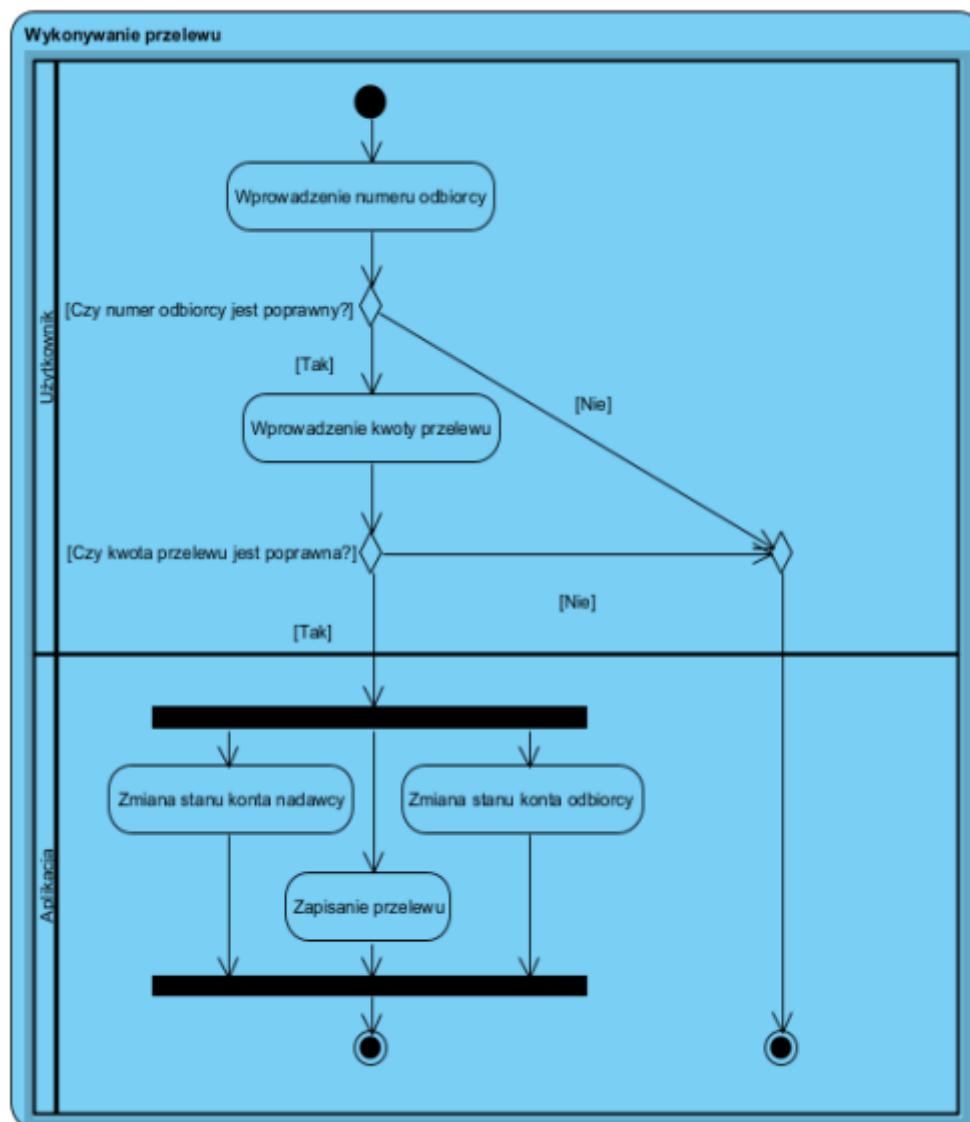 Wykonywanie przelewu
Użytkownik
Wprowadzenie numeru odbiorcy
[Czy numer odbiorcy jest poprawny?]
[Tak]
[Nie]
Wprowadzenie kwoty przelewu
[Czy kwota przelewu jest poprawna?]
[Nie]
[Tak]
Aplikacja
Zmiana stanu konta nadawcy
Zmiana stanu konta odbiorcy
Zapisanie przelewu